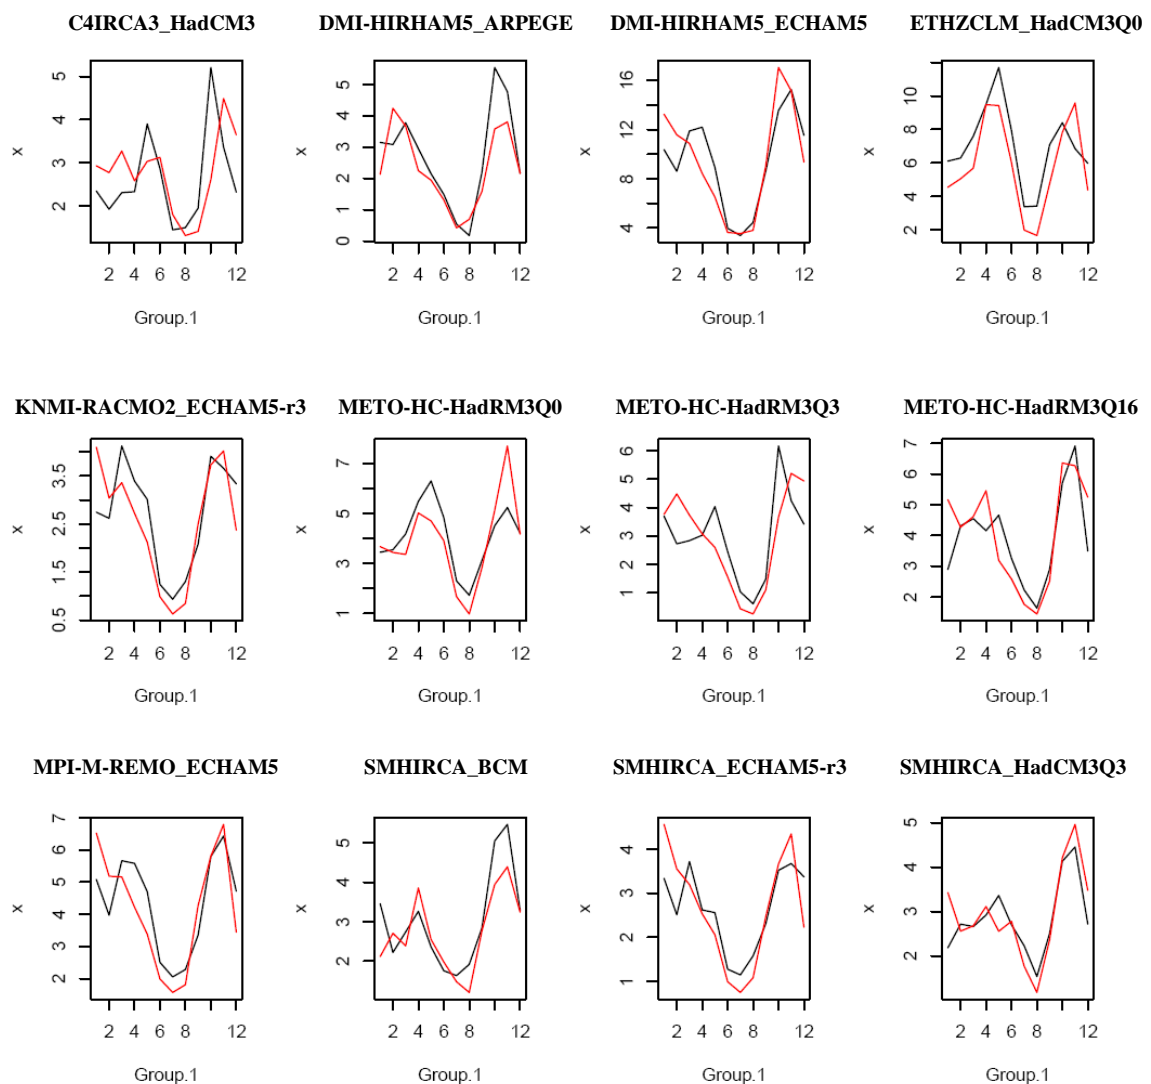 C4IRCA3_HadCM3 DMI-HIRHAM5_ARPEGE DMI-HIRHAM5_ECHAM5 ETHZCLM_HadCM3Q0
x 5 4 3 2 x 5 4 3 2 1 0 x 16 12 8 4 x 10 8 6 4 2
2 4 6 8 12 2 4 6 8 12 2 4 6 8 12 2 4 6 8 12
Group.1 Group.1 Group.1 Group.1
KNMI-RACMO2_ECHAM5-r3 METO-HC-HadRM3Q0 METO-HC-HadRM3Q3 METO-HC-HadRM3Q16
x 3.5 2.5 1.5 0.5 x 7 5 3 1 x 6 5 4 3 2 1 x 7 6 5 4 3 2
2 4 6 8 12 2 4 6 8 12 2 4 6 8 12 2 4 6 8 12
Group.1 Group.1 Group.1 Group.1
MPI-M-REMO_ECHAM5 SMHIRCA_BCM SMHIRCA_ECHAM5-r3 SMHIRCA_HadCM3Q3
x 7 6 5 4 3 2 x 5 4 3 2 x 4 3 2 1 x 5 4 3 2
2 4 6 8 12 2 4 6 8 12 2 4 6 8 12 2 4 6 8 12
Group.1 Group.1 Group.1 Group.1